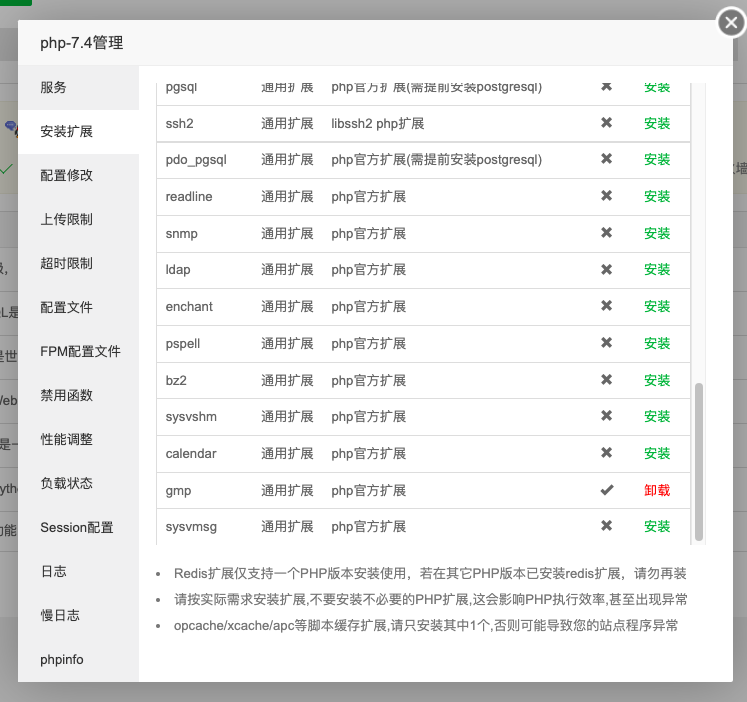 php-7.4管理
服务
安装扩展
配置修改
上传限制
超时限制
配置文件
FPM配置文件
禁用函数
性能调整
负载状态
Session配置
日志
慢日志
phpinfo
pgsql 通用扩展 php官方扩展(需提前安装postgresql) ✖ 安装
ssh2 通用扩展 libssh2 php扩展 ✖ 安装
pdo_pgsql 通用扩展 php官方扩展(需提前安装postgresql) ✖ 安装
readline 通用扩展 php官方扩展 ✖ 安装
snmp 通用扩展 php官方扩展 ✖ 安装
ldap 通用扩展 php官方扩展 ✖ 安装
enchant 通用扩展 php官方扩展 ✖ 安装
pspell 通用扩展 php官方扩展 ✖ 安装
bz2 通用扩展 php官方扩展 ✖ 安装
sysvshm 通用扩展 php官方扩展 ✖ 安装
calendar 通用扩展 php官方扩展 ✖ 安装
gmp 通用扩展 php官方扩展 ✔ 卸载
sysvmsg 通用扩展 php官方扩展 ✖ 安装
• Redis扩展仅支持一个PHP版本安装使用，若在其它PHP版本已安装redis扩展，请勿再装
• 请按实际需求安装扩展,不要安装不必要的PHP扩展,这会影响PHP执行效率,甚至出现异常
• opcache/xcache/apc等脚本缓存扩展,请只安装其中1个,否则可能导致您的站点程序异常